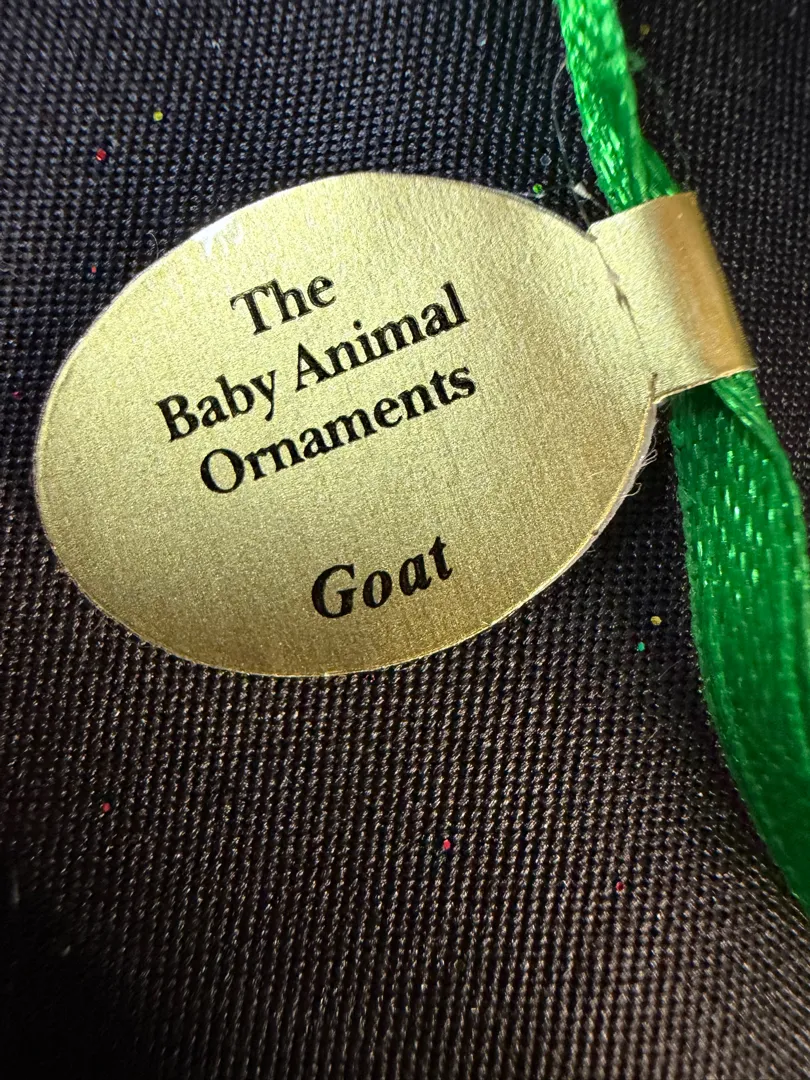 The
Baby Animal
Ornaments
Goat